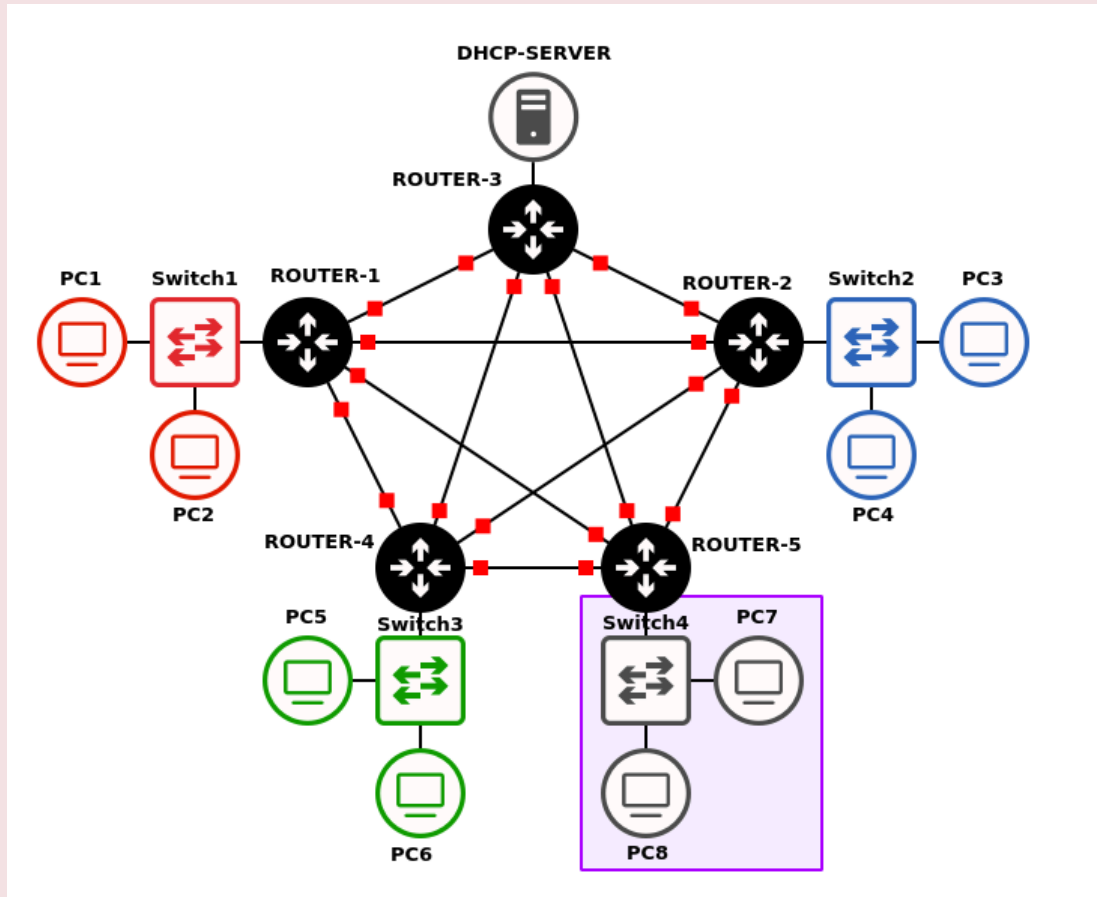 DHCP-SERVER
ROUTER-3
PC1
Switch1
ROUTER-1
ROUTER-2
Switch2
PC3
PC2
PC4
ROUTER-4
ROUTER-5
PC5
Switch3
Switch4
PC7
PC6
PC8